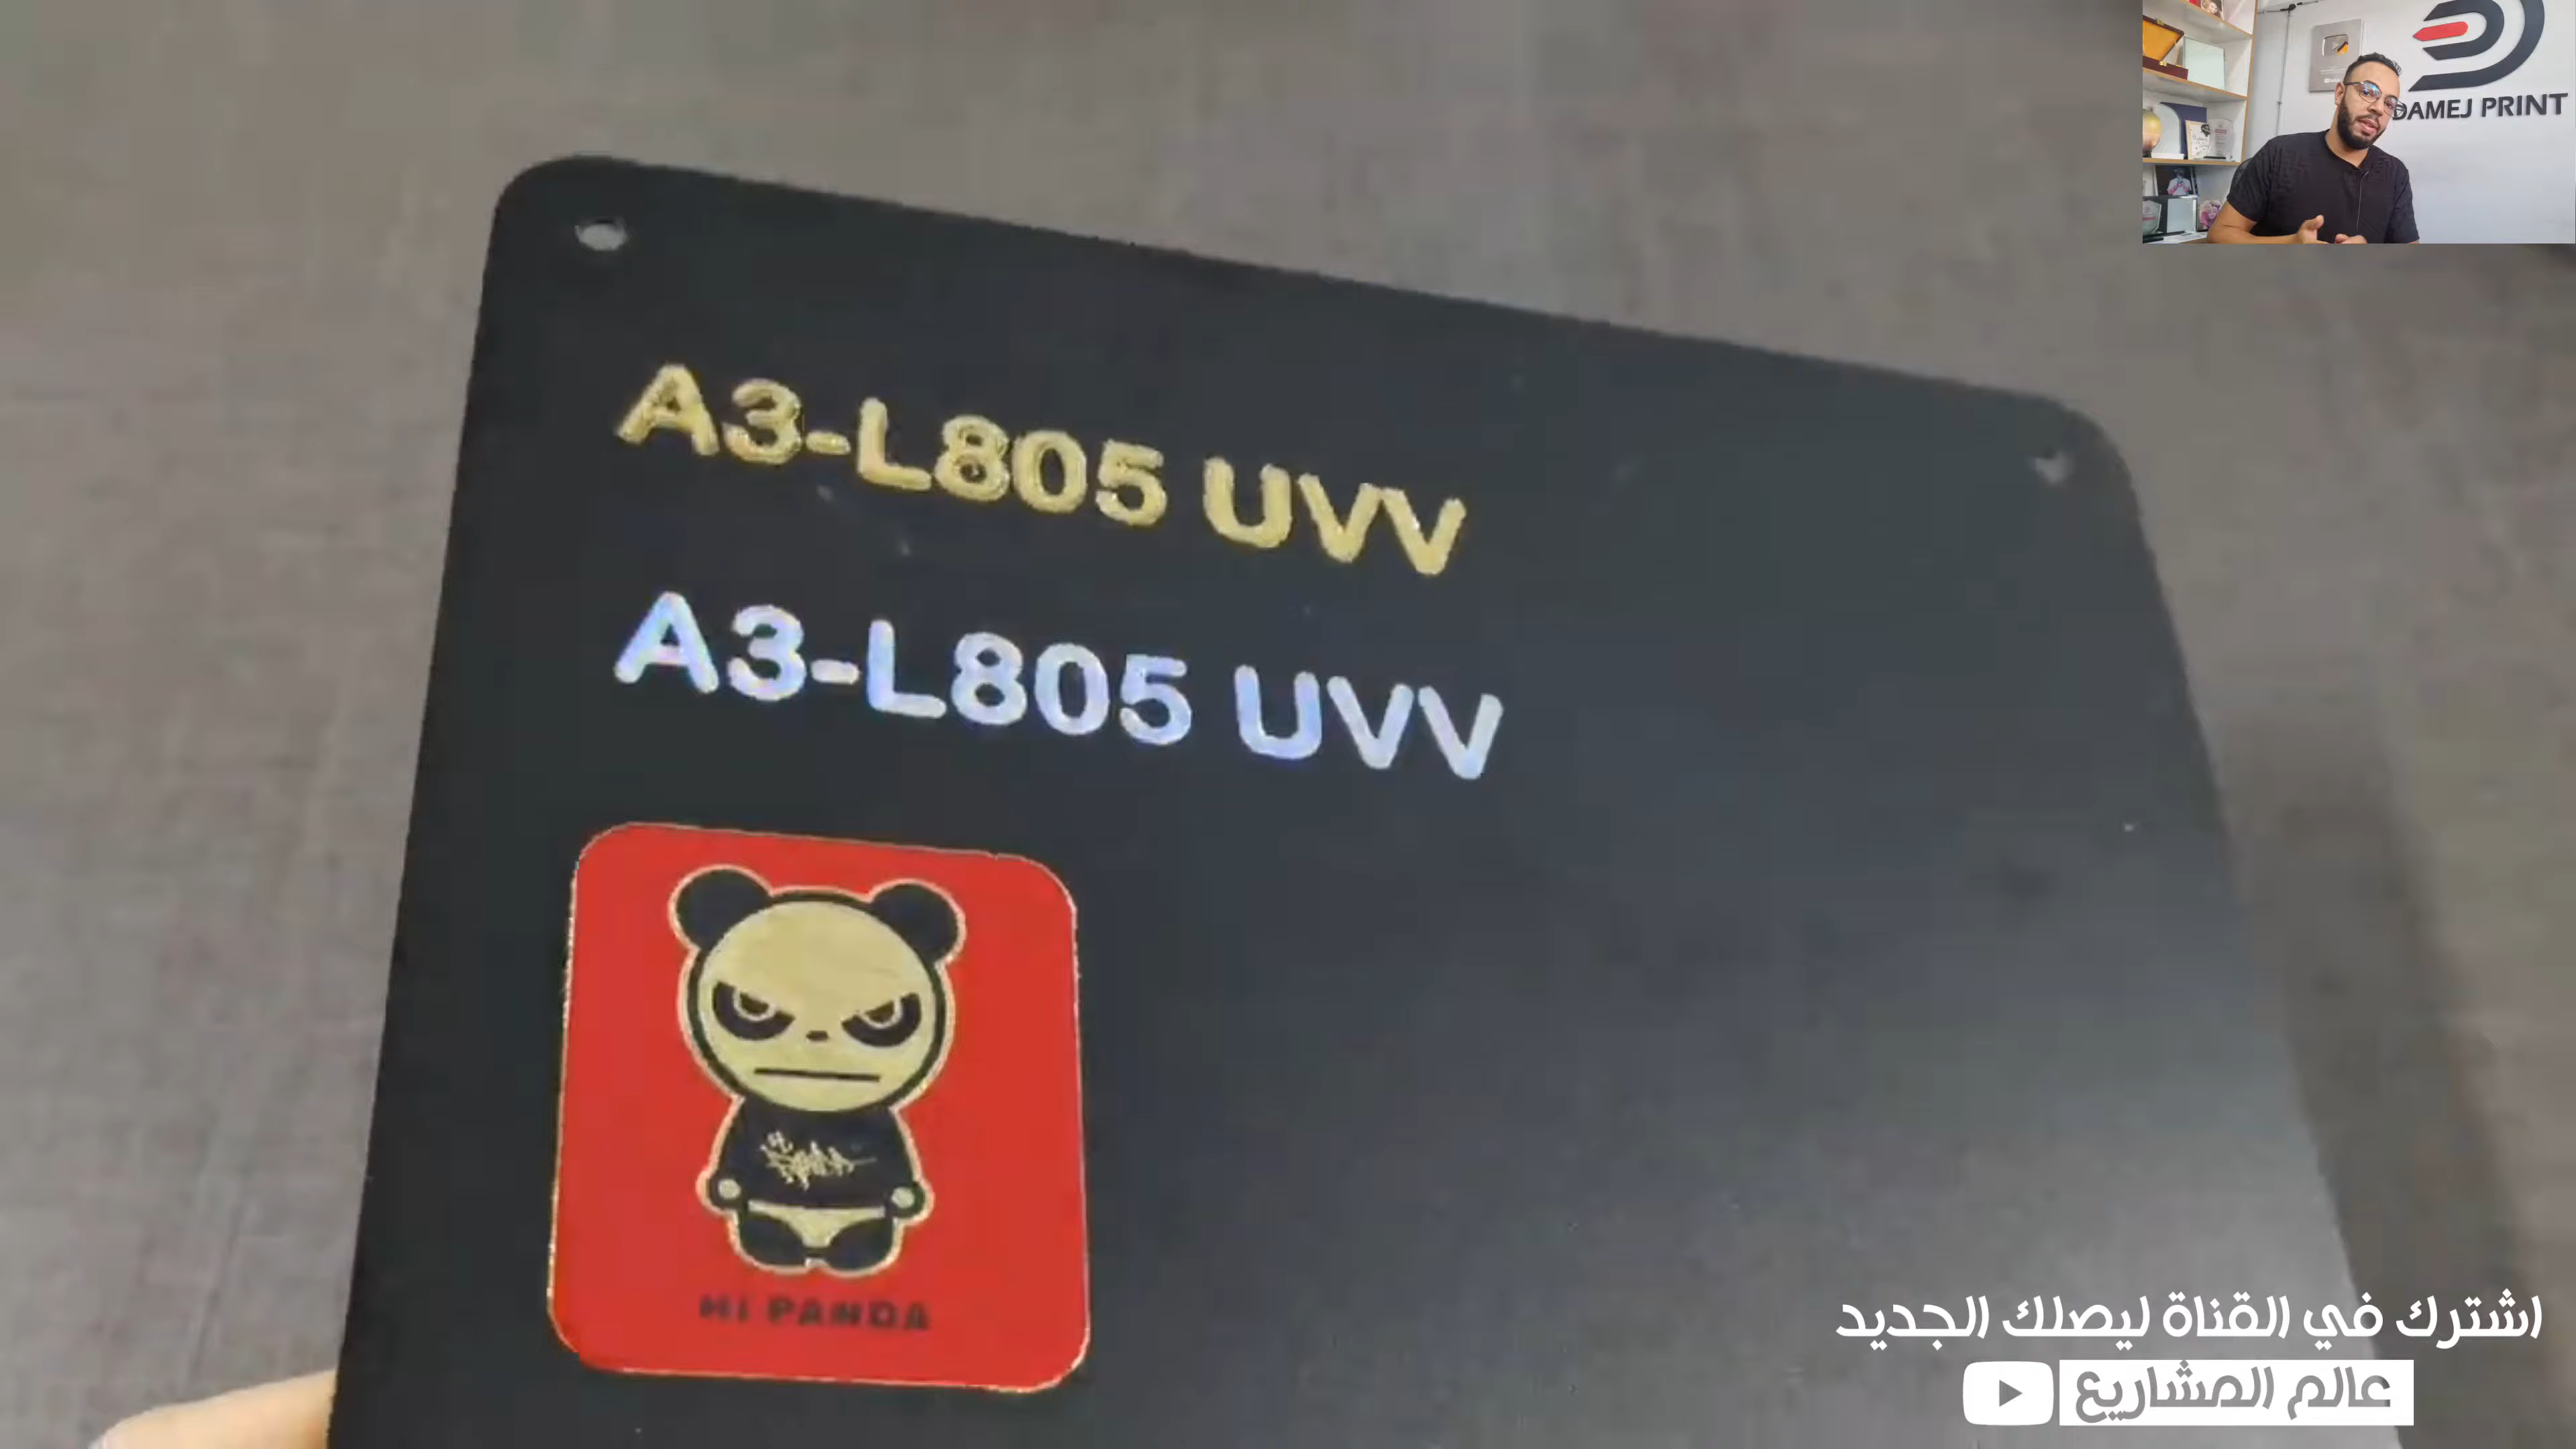 DAMEJ PRINT
A3-L805 UVV
A3-L805 UVV
HI PANDA
اشترك في القناة ليصلك الجديد
عالم المشاريع